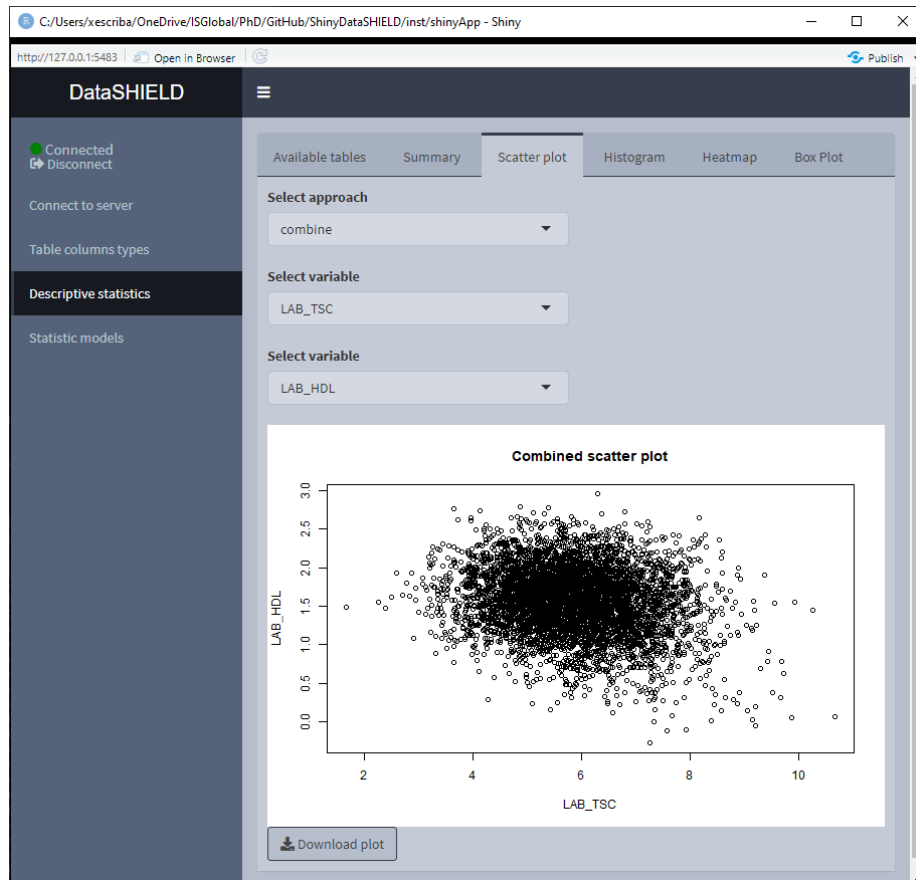 C:/Users/xescriba/OneDrive/ISGlobal/PhD/GitHub/ShinyDataSHIELD/inst/shinyApp - Shiny
http://127.0.0.1:5483 Open in Browser Publish
DataSHIELD
Connected
Disconnect
Connect to server
Table columns types
Descriptive statistics
Statistic models
Available tables Summary Scatter plot Histogram Heatmap Box Plot
Select approach
combine
Select variable
LAB_TSC
Select variable
LAB_HDL
Combined scatter plot
3.0
2.5
2.0
1.5
1.0
0.5
0.0
LAB_HDL
2 4 6 8 10
LAB_TSC
Download plot